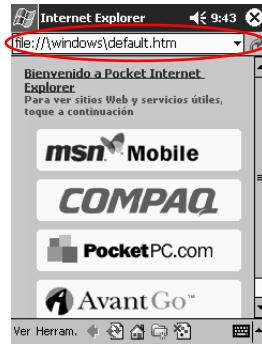 Internet Explorer 9:43
file://\windows\default.htm
Bienvenido a Pocket Internet
Explorer
Para ver sitios Web y servicios útiles,
toque a continuación
msn Mobile
COMPAQ
PocketPC.com
AvantGo™
Ver Herram.